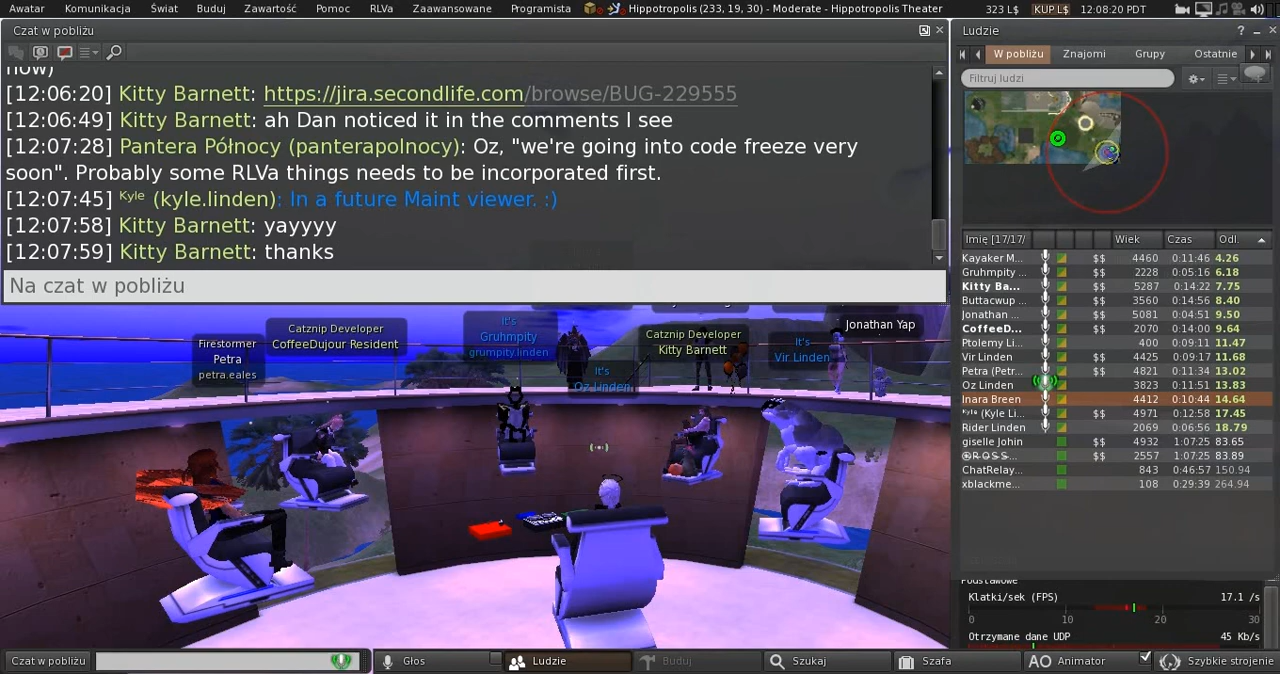 Awatar Komunikacja Świat Buduj Zawartość Pomoc RLVa Zaawansowane Programista Hippotropolis (233, 19, 30) - Moderate - Hippotropolis Theater 323 L$ KUP L$ 12:08:20 PDT
Czat w pobliżu
now)
[12:06:20] Kitty Barnett: https://jira.secondlife.com/browse/BUG-229555
[12:06:49] Kitty Barnett: ah Dan noticed it in the comments I see
[12:07:28] Pantera Północy (panterapolnocy): Oz, "we're going into code freeze very
soon". Probably some RLVa things needs to be incorporated first.
[12:07:45] ᴷʸˡᵉ (kyle.linden): In a future Maint viewer. :)
[12:07:58] Kitty Barnett: yayyyy
[12:07:59] Kitty Barnett: thanks
Na czat w pobliżu
Firestormer
Petra
petra.eales
Catznip Developer
CoffeeDujour Resident
It's
Gruhmpity
grumpity.linden
It's
Oz Linden
Catznip Developer
Kitty Barnett
It's
Vir Linden
Jonathan Yap
Ludzie
W pobliżu Znajomi Grupy Ostatnie
Filtruj ludzi
Imię [17/17/ Wiek Czas Odl.
Kayaker M... $$ 4460 0:11:46 4.26
Gruhmpity ... 2228 0:05:16 6.18
Kitty Ba... $$ 5287 0:14:22 7.75
Buttacwup ... $$ 3560 0:14:56 8.40
Jonathan ... $$ 5081 0:04:51 9.50
CoffeeD... $$ 2070 0:14:00 9.64
Ptolemy Li... 400 0:09:11 11.47
Vir Linden $$ 4425 0:09:17 11.68
Petra (Petr... $$ 4821 0:11:34 13.02
Oz Linden 3823 0:11:51 13.83
Inara Breen 4412 0:10:44 14.64
ᴷʸˡᵉ (Kyle Li... $$ 4971 0:12:58 17.45
Rider Linden 2069 0:06:56 18.79
giselle Johin $$ 4932 1:07:25 83.65
$$ 2557 1:07:25 83.89
ChatRelay... 843 0:46:57 150.94
xblackme... 108 0:29:39 264.94
Podstawowe
Klatki/sek (FPS) 17.1 /s
0 10 20 30
Otrzymane dane UDP 45 Kb/s
Czat w pobliżu Głos Ludzie Buduj Szukaj Szafa AO Animator Szybkie strojenie